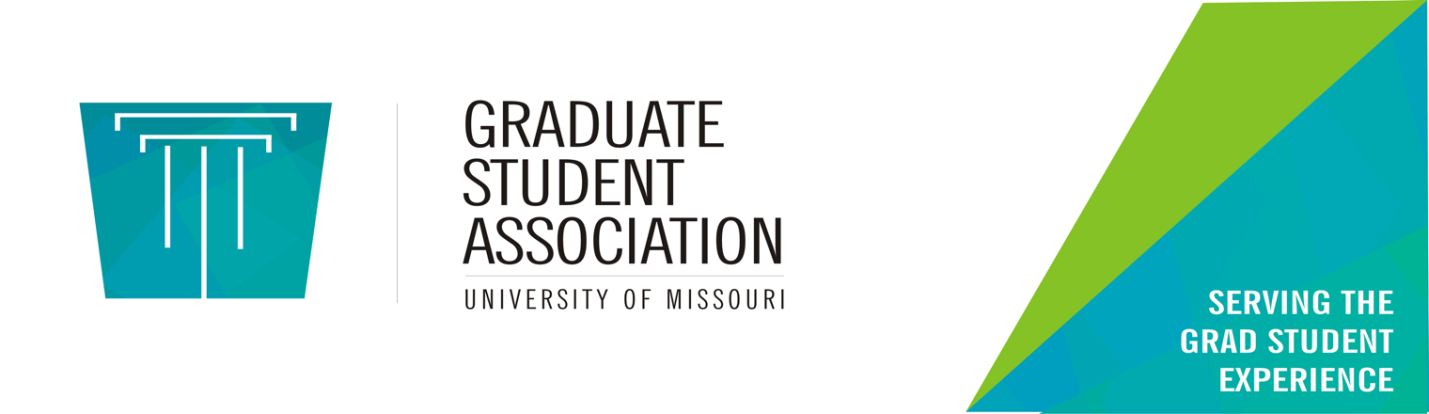 GRADUATE
STUDENT
ASSOCIATION
UNIVERSITY OF MISSOURI
SERVING THE
GRAD STUDENT
EXPERIENCE